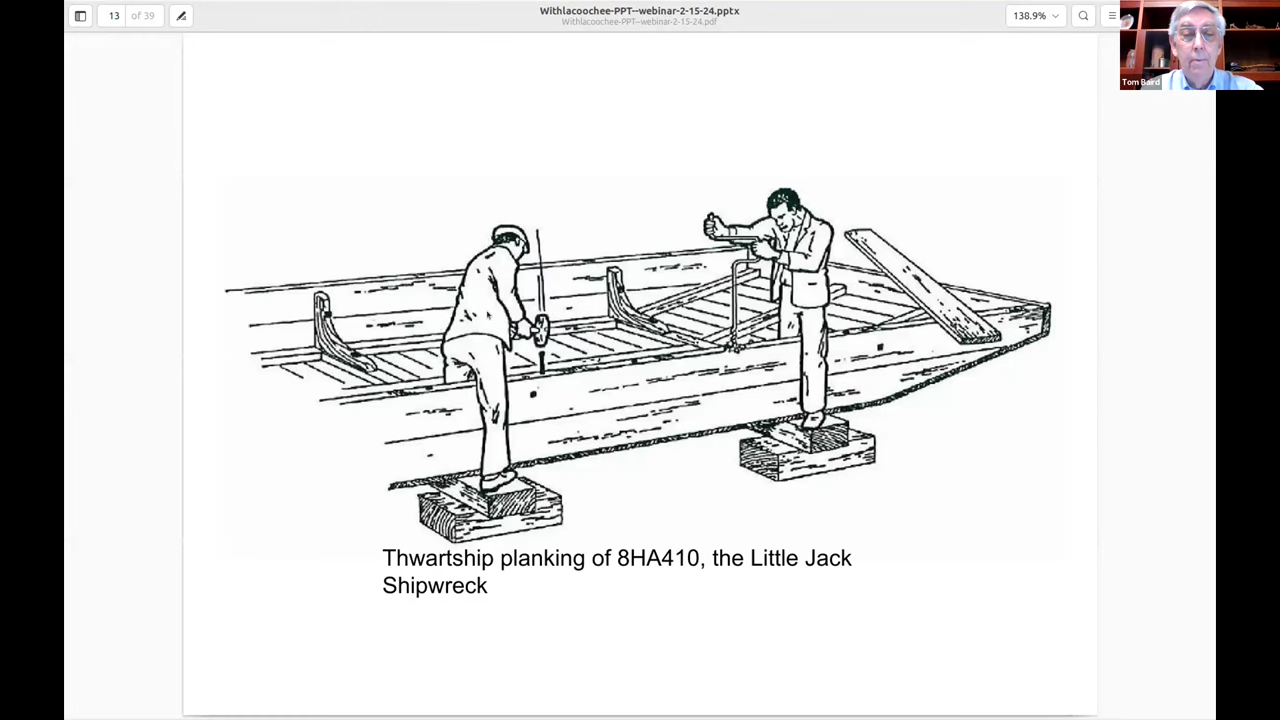 Withlacoochee-PPT--webinar-2-15-24.pptx
Withlacoochee-PPT--webinar-2-15-24.pdf
13 of 39
138.9%
Tom Baird
Thwartship planking of 8HA410, the Little Jack
Shipwreck